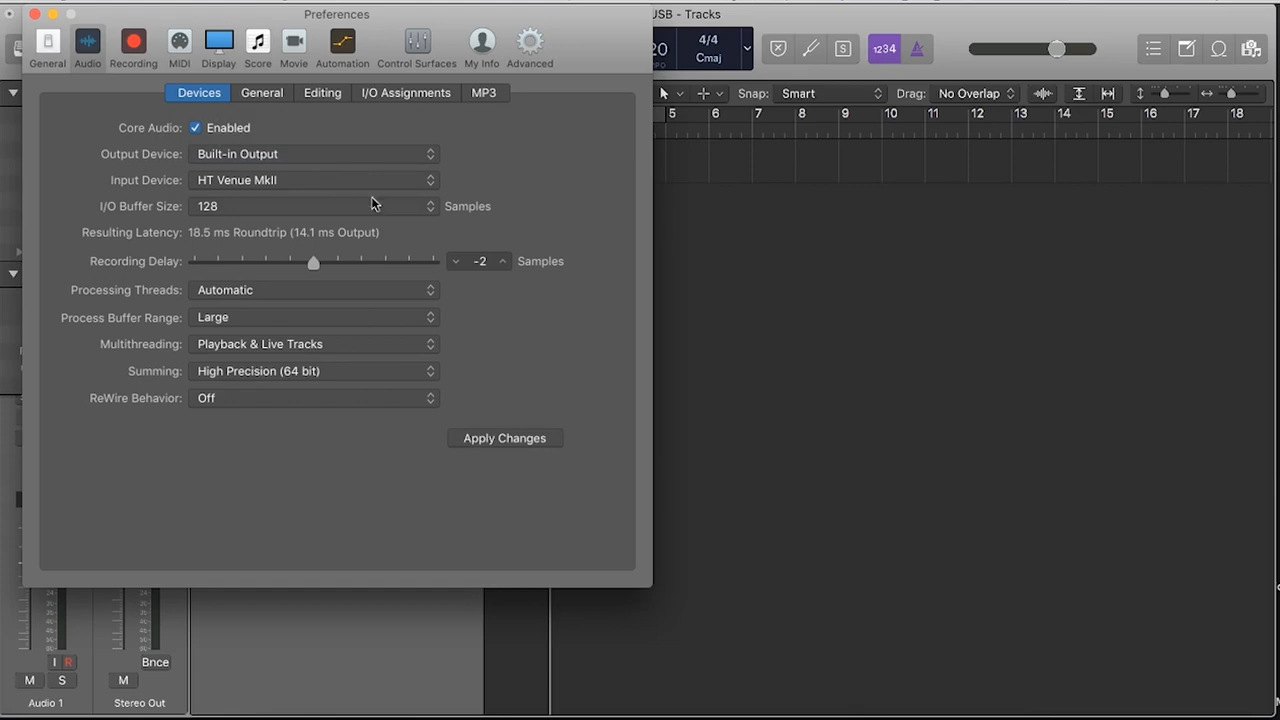 Preferences
USB - Tracks
General
Audio
Recording
MIDI
Display
Score
Movie
Automation
Control Surfaces
My Info
Advanced
20
4/4
Cmaj
1234
Devices
General
Editing
I/O Assignments
MP3
Snap: Smart
Drag: No Overlap
5 6 7 8 9 10 11 12 13 14 15 16 17 18
Core Audio: Enabled
Output Device: Built-in Output
Input Device: HT Venue MkII
I/O Buffer Size: 128 Samples
Resulting Latency: 18.5 ms Roundtrip (14.1 ms Output)
Recording Delay: -2 Samples
Processing Threads: Automatic
Process Buffer Range: Large
Multithreading: Playback & Live Tracks
Summing: High Precision (64 bit)
ReWire Behavior: Off
Apply Changes
I R
Bnce
M S
M
Audio 1
Stereo Out